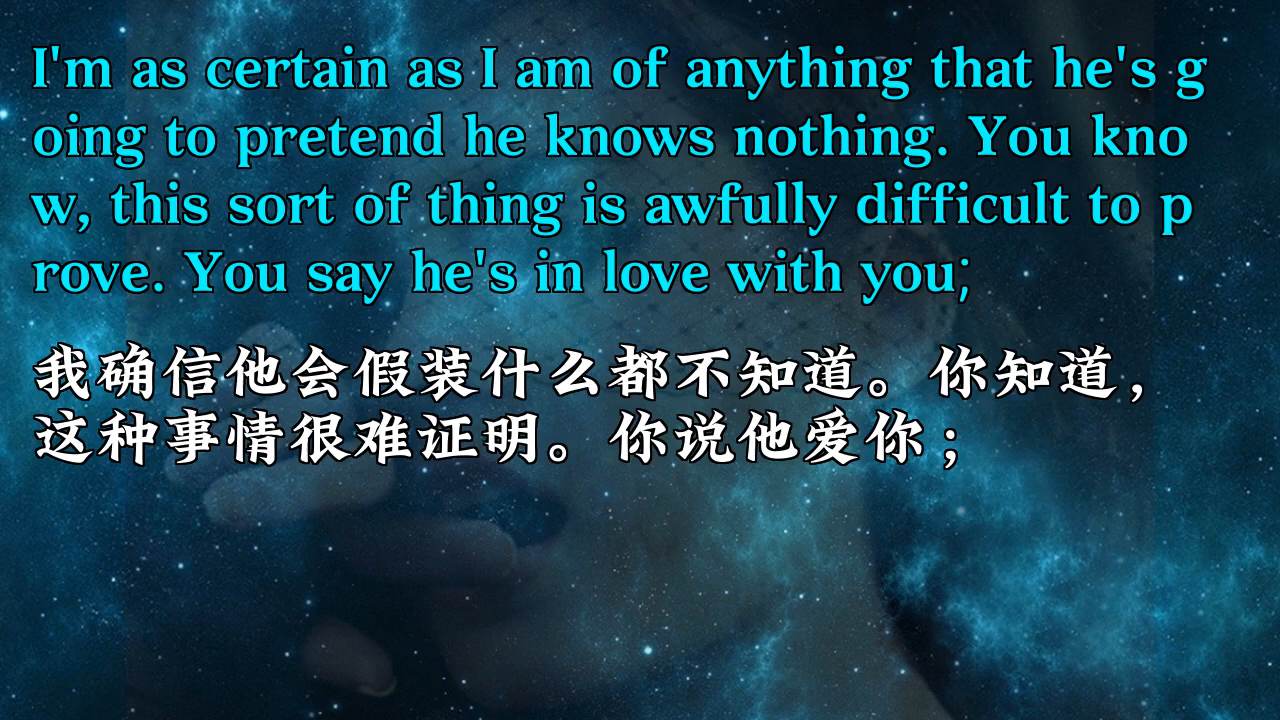 I'm as certain as I am of anything that he's g
oing to pretend he knows nothing. You kno
w, this sort of thing is awfully difficult to p
rove. You say he's in love with you;
我确信他会假装什么都不知道。你知道，
这种事情很难证明。你说他爱你；